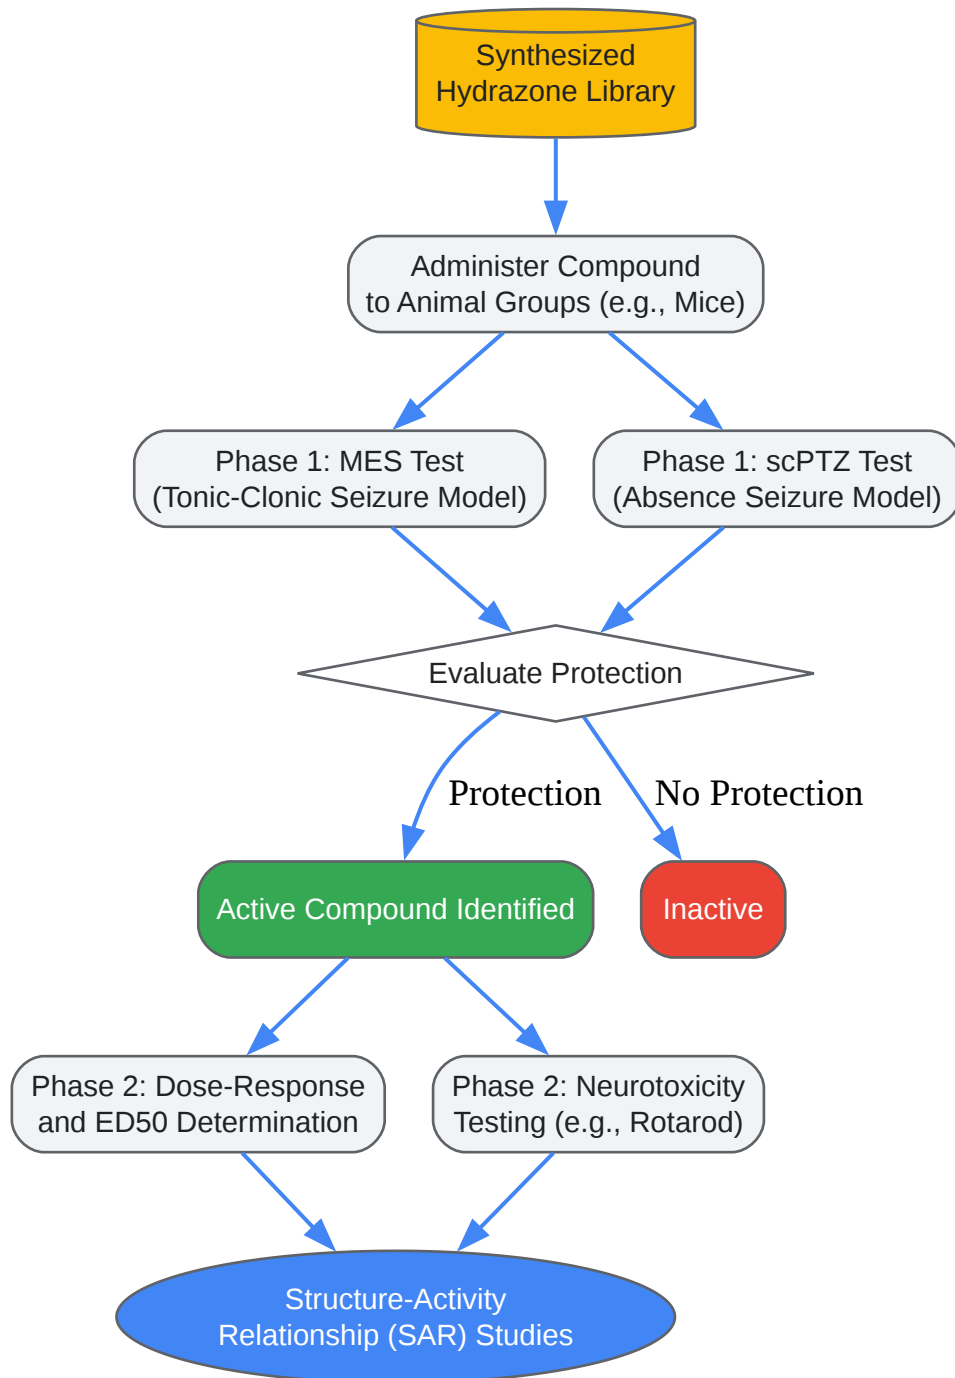 Synthesized
Hydrazone Library
Administer Compound
to Animal Groups (e.g., Mice)
Phase 1: MES Test
(Tonic-Clonic Seizure Model)
Phase 1: scPTZ Test
(Absence Seizure Model)
Evaluate Protection
Protection
No Protection
Active Compound Identified
Inactive
Phase 2: Dose-Response
and ED50 Determination
Phase 2: Neurotoxicity
Testing (e.g., Rotarod)
Structure-Activity
Relationship (SAR) Studies